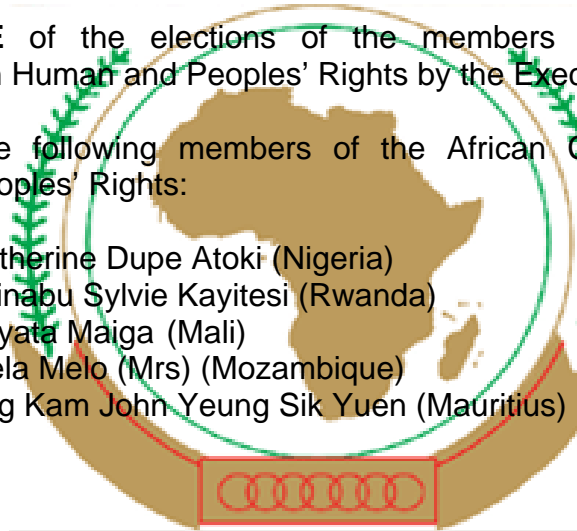 E of the elections of the members
Human and Peoples' Rights by the Exec
following members of the African
oples' Rights:
therine Dupe Atoki (Nigeria)
inabu Sylvie Kayitesi (Rwanda)
yata Maiga (Mali)
ela Melo (Mrs) (Mozambique)
g Kam John Yeung Sik Yuen (Mauritius)